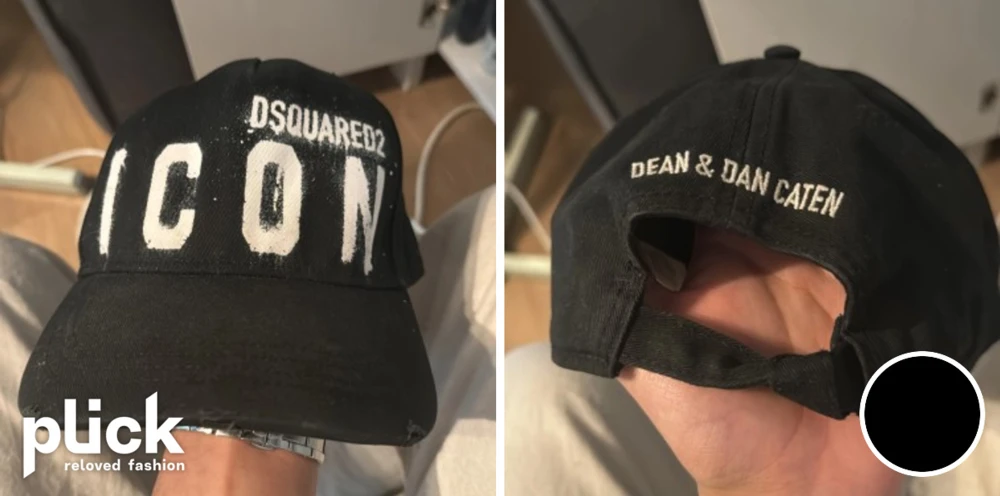 DSQUARED2
ICON
plick
reloved fashion
DEAN & DAN CATEN